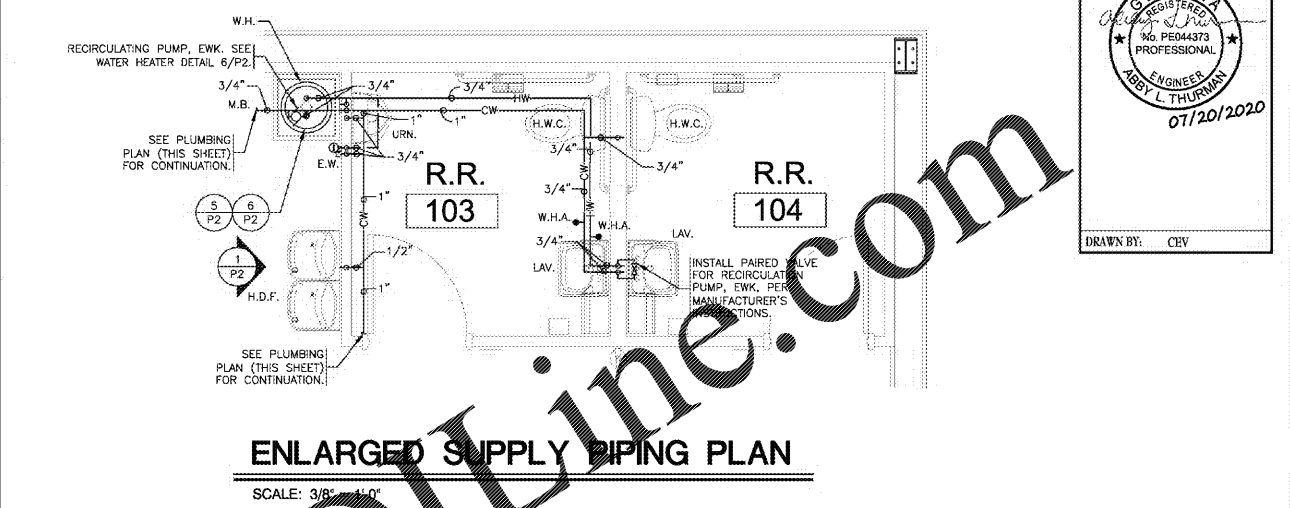 W.H.
RECIRCULATING PUMP, EWK. SEE
WATER HEATER DETAIL 6/P2.
3/4"
M.B.
SEE PLUMBING
PLAN (THIS SHEET)
FOR CONTINUATION.
3/4"
3/4"
HW
CW
1"
1"
URN.
E.W.
3/4"
H.W.C.
H.W.C.
3/4"
3/4"
R.R.
103
R.R.
104
1"
CW
CW
HW
3/4"
W.H.A.
W.H.A.
3/4"
LAV.
LAV.
5
P2
6
P2
1
P2
H.D.F.
1/2"
1"
INSTALL PAIRED VALVE
FOR RECIRCULATION
PUMP, EWK, PER
MANUFACTURER'S
INSTRUCTIONS.
SEE PLUMBING
PLAN (THIS SHEET)
FOR CONTINUATION.
ENLARGED SUPPLY PIPING PLAN
SCALE: 3/8" = 1'-0"
REGISTERED
No. PE044373
PROFESSIONAL
ENGINEER
ABBY L. THURMAN
07/20/2020
DRAWN BY: CEV
Line.com